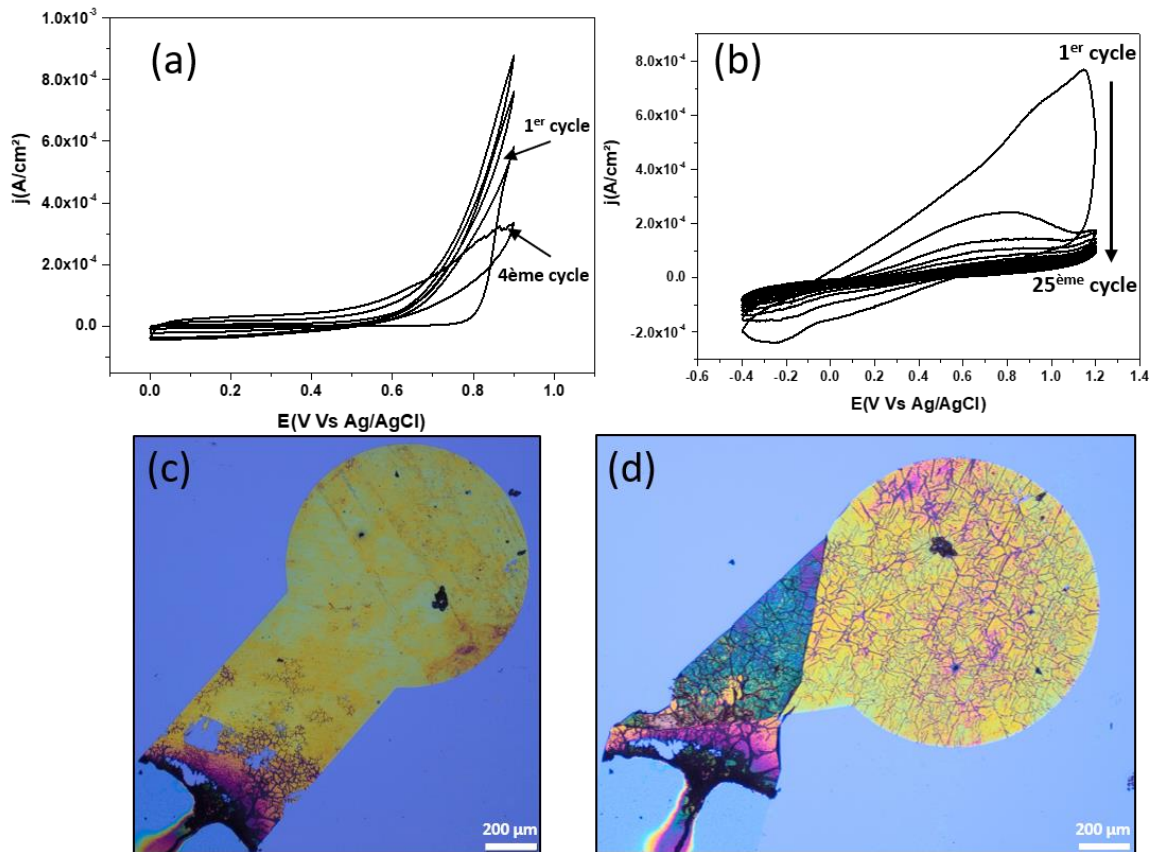 (a)
1.0x10⁻³
8.0x10⁻⁴
6.0x10⁻⁴
4.0x10⁻⁴
2.0x10⁻⁴
0.0
j(A/cm²)
1ᵉʳ cycle
4ème cycle
0.0 0.2 0.4 0.6 0.8 1.0
E(V Vs Ag/AgCl)
(b)
8.0x10⁻⁴
6.0x10⁻⁴
4.0x10⁻⁴
2.0x10⁻⁴
0.0
-2.0x10⁻⁴
j(A/cm²)
1ᵉʳ cycle
25ᵉᵐᵉ cycle
-0.6 -0.4 -0.2 0.0 0.2 0.4 0.6 0.8 1.0 1.2 1.4
E(V Vs Ag/AgCl)
(c)
200 µm
(d)
200 µm